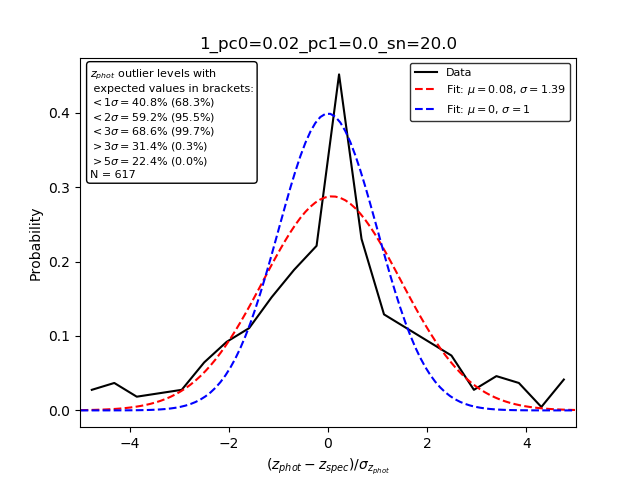 1_pc0=0.02_pc1=0.0_sn=20.0
z_phot outlier levels with
expected values in brackets:
<1σ=40.8% (68.3%)
<2σ=59.2% (95.5%)
<3σ=68.6% (99.7%)
>3σ=31.4% (0.3%)
>5σ=22.4% (0.0%)
N = 617
Data
Fit: μ=0.08, σ=1.39
Fit: μ=0, σ=1
Probability
0.4
0.3
0.2
0.1
0.0
−4 −2 0 2 4
(z_phot − z_spec)/σ_z_phot